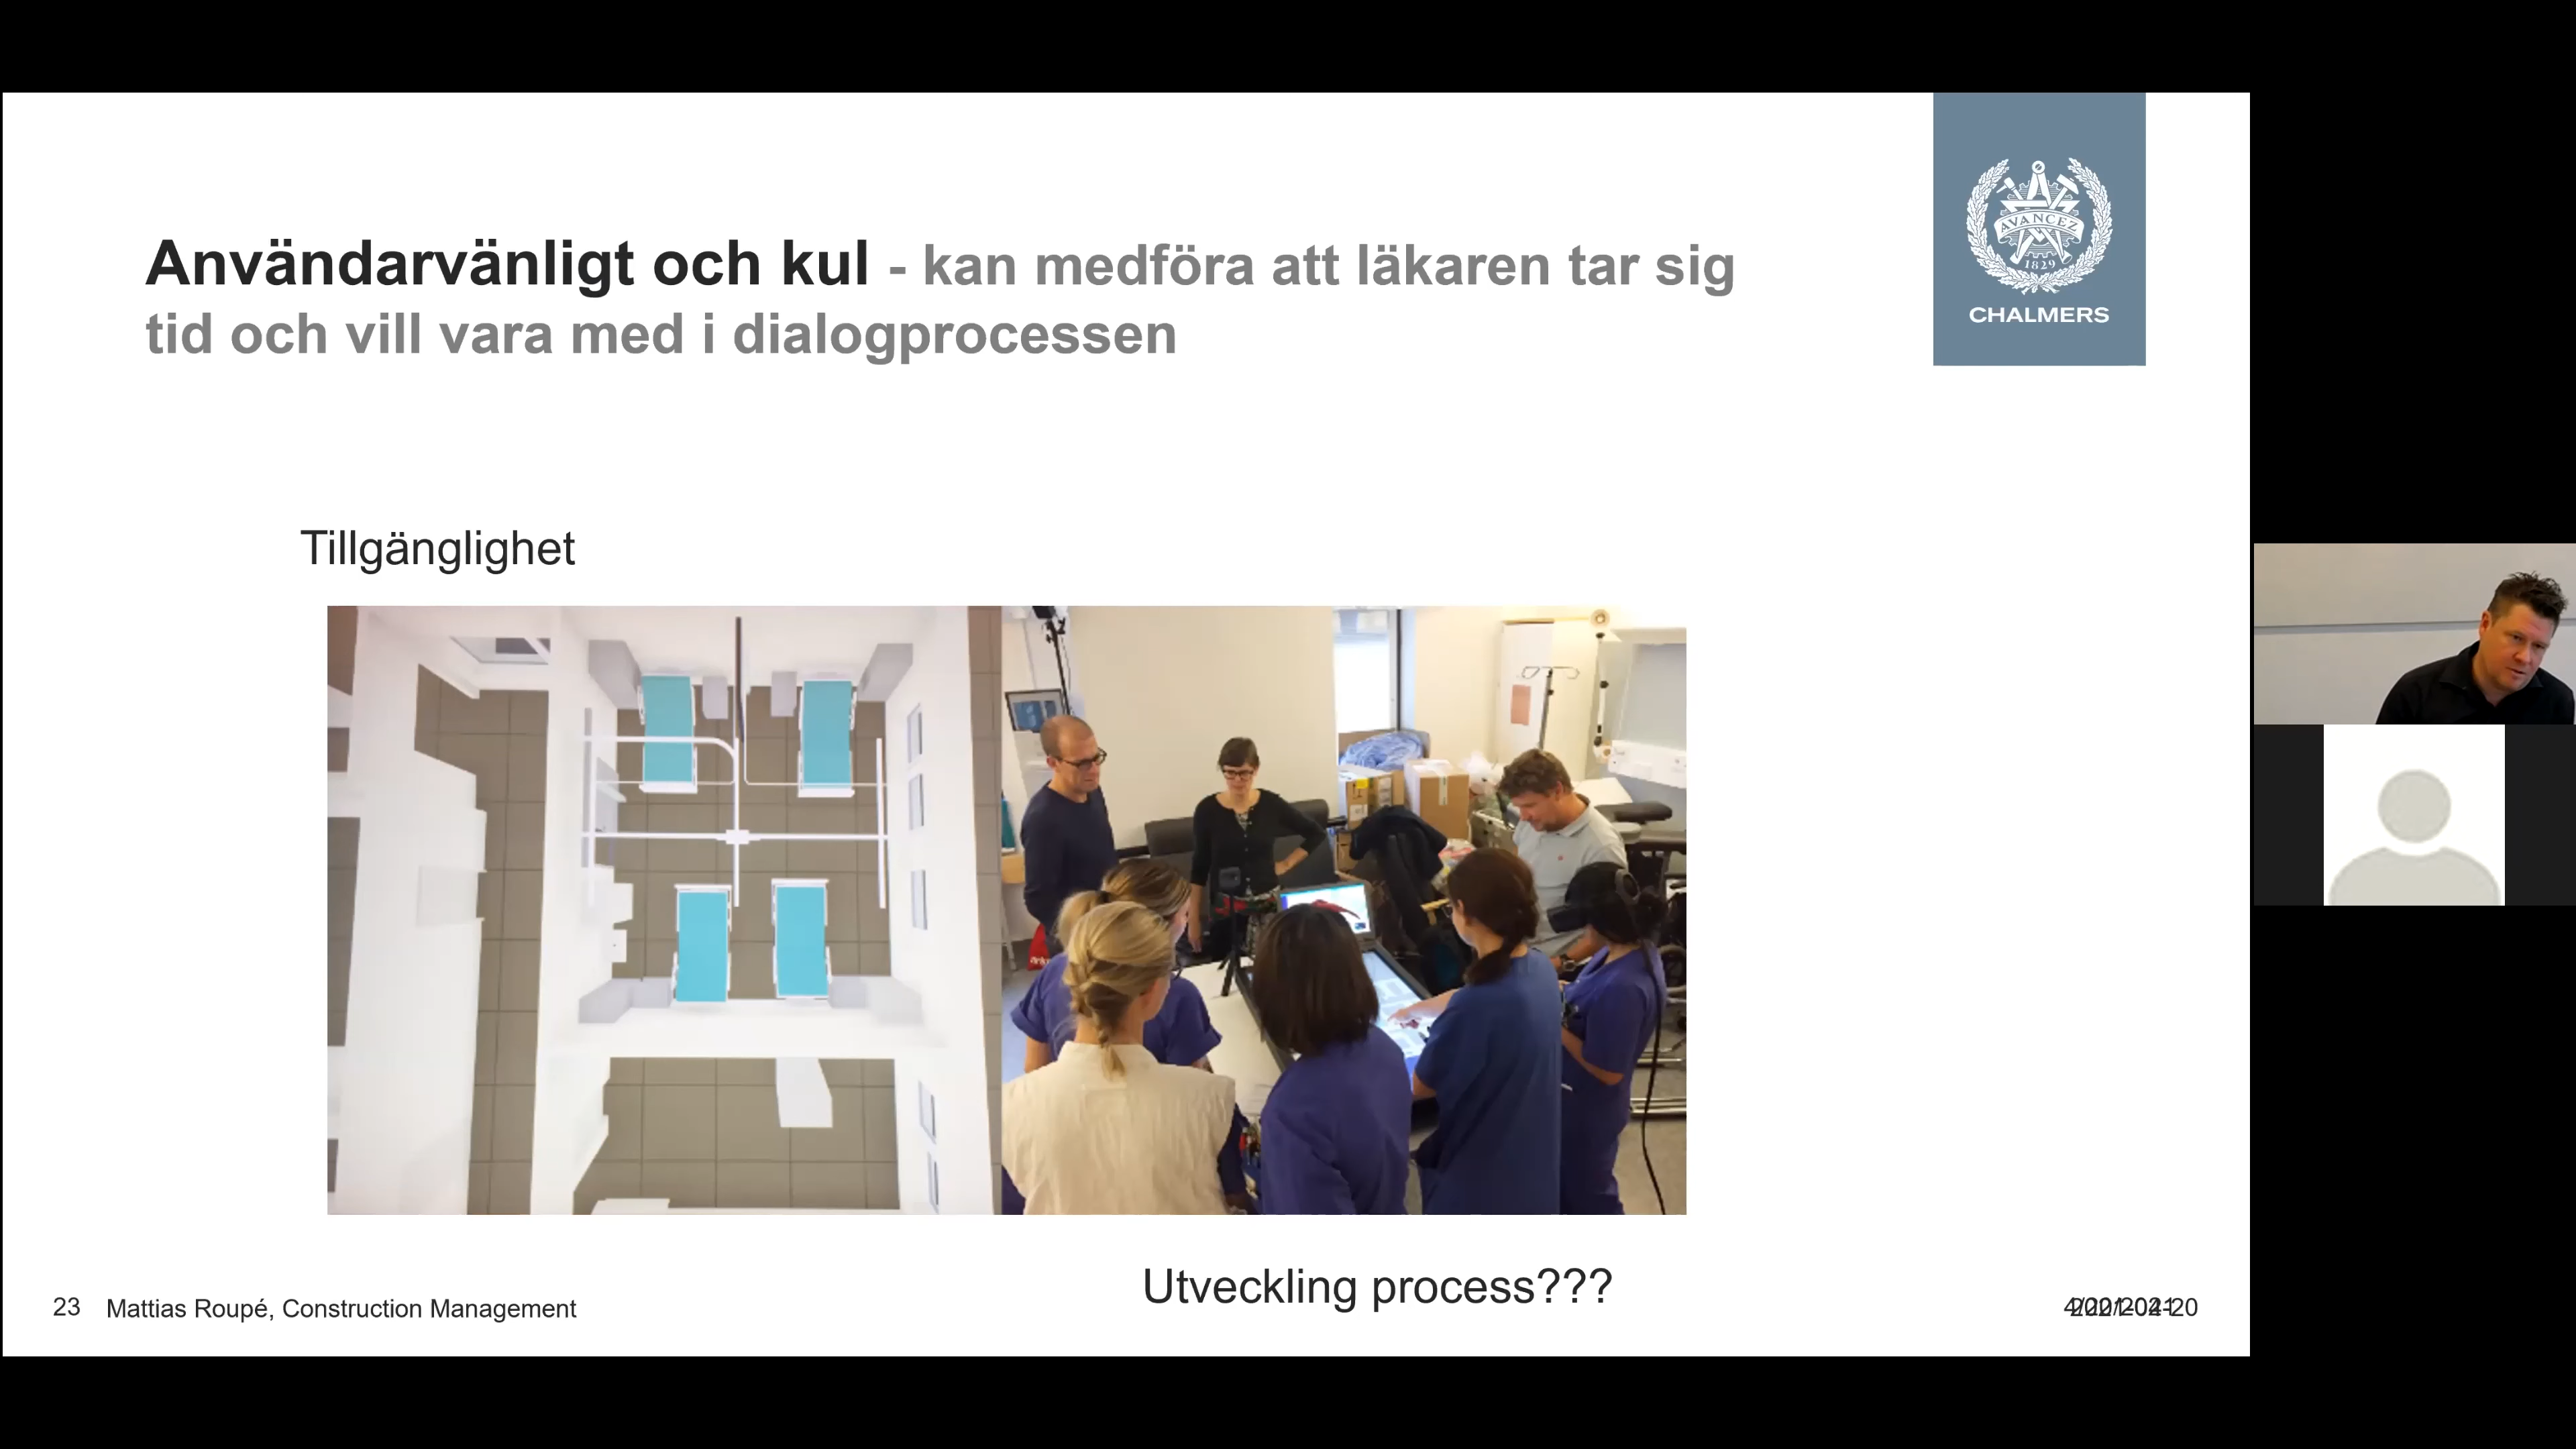 Användarvänligt och kul - kan medföra att läkaren tar sig
tid och vill vara med i dialogprocessen
AVANCEZ
1829
CHALMERS
Tillgänglighet
Utveckling process???
23 Mattias Roupé, Construction Management